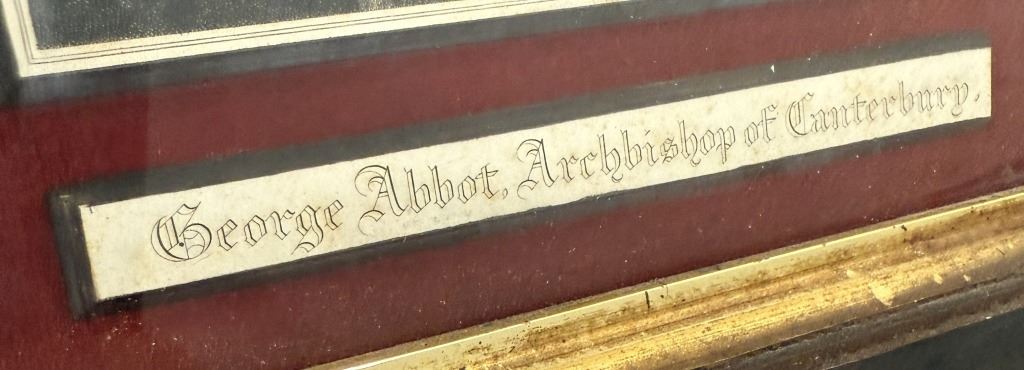 George Abbot, Archbishop of Canterbury.